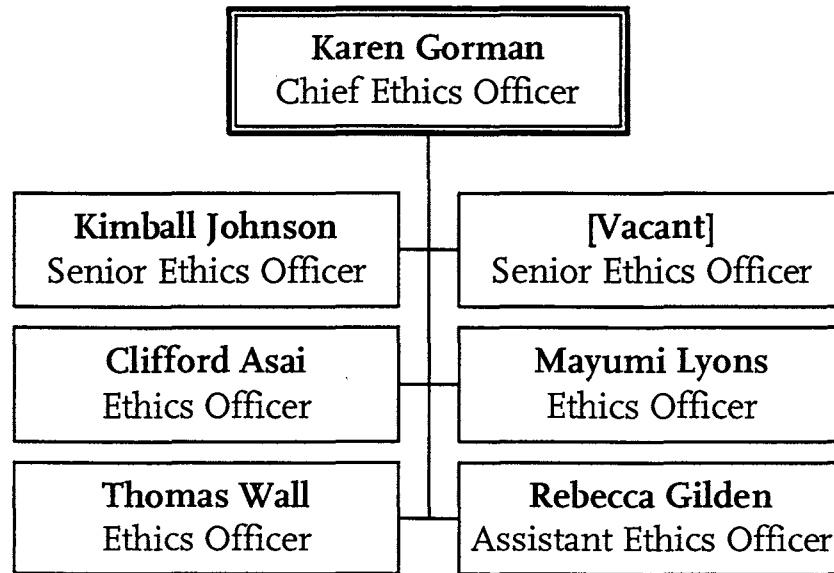 Karen Gorman
Chief Ethics Officer
Kimball Johnson
Senior Ethics Officer
[Vacant]
Senior Ethics Officer
Clifford Asai
Ethics Officer
Mayumi Lyons
Ethics Officer
Thomas Wall
Ethics Officer
Rebecca Gilden
Assistant Ethics Officer